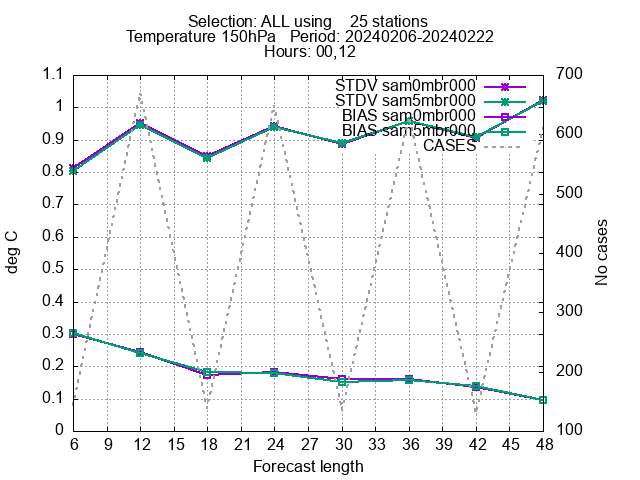 Selection: ALL using 25 stations
Temperature 150hPa Period: 20240206-20240222
Hours: 00,12
STDV sam0mbr000
STDV sam5mbr000
BIAS sam0mbr000
BIAS sam5mbr000
CASES
1.1
1
0.9
0.8
0.7
0.6
0.5
0.4
0.3
0.2
0.1
0
deg C
700
600
500
400
300
200
100
No cases
6 9 12 15 18 21 24 27 30 33 36 39 42 45 48
Forecast length